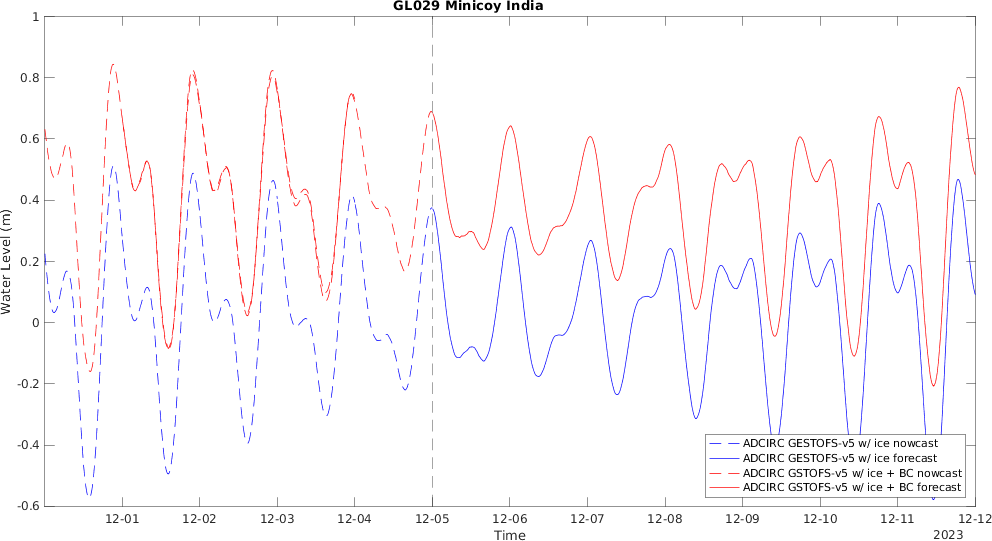 GL029 Minicoy India
1
0.8
0.6
0.4
0.2
0
-0.2
-0.4
-0.6
Water Level (m)
ADCIRC GESTOFS-v5 w/ ice nowcast
ADCIRC GESTOFS-v5 w/ ice forecast
ADCIRC GSTOFS-v5 w/ ice + BC nowcast
ADCIRC GSTOFS-v5 w/ ice + BC forecast
12-01 12-02 12-03 12-04 12-05 12-06 12-07 12-08 12-09 12-10 12-11 12-12
Time
2023